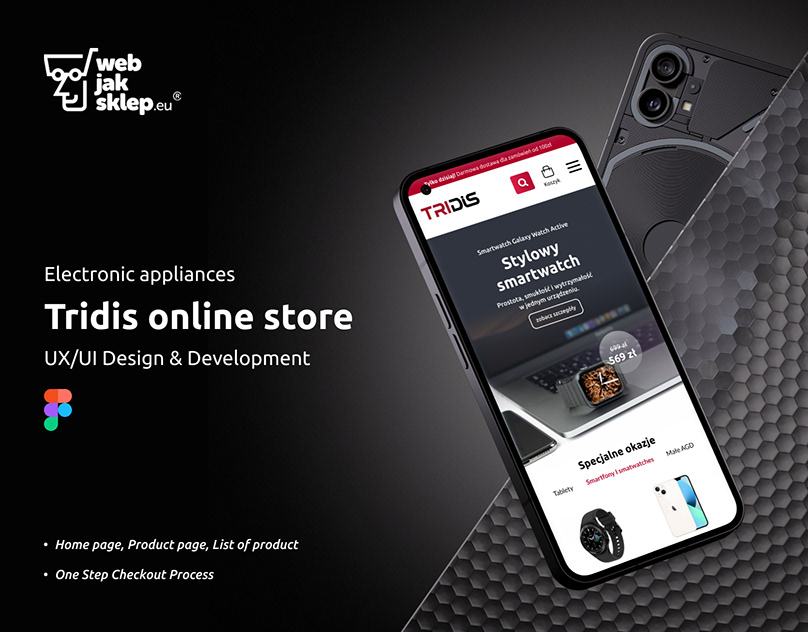 web
jak
sklep.eu®
Electronic appliances
Tridis online store
UX/UI Design & Development
• Home page, Product page, List of product
• One Step Checkout Process
Tylko dzisiaj! Darmowa dostawa dla zamówień od 100zł
TRIDIS
Koszyk
Smartwatch Galaxy Watch Active
Stylowy
smartwatch
Prostota, smukłość i wytrzymałość
w jednym urządzeniu.
zobacz szczegóły
699 zł
569 zł
Specjalne okazje
Tablety
Smartfony i smatwatches
Małe AGD